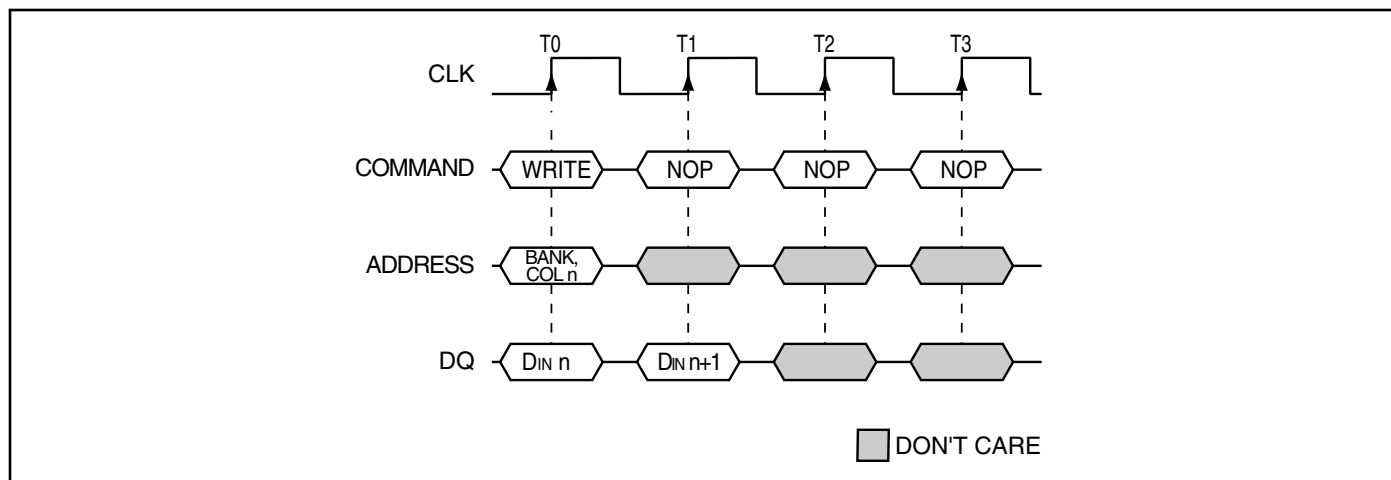 T0 T1 T2 T3
CLK
COMMAND WRITE NOP NOP NOP
ADDRESS BANK,
COL n
DQ DIN n DIN n+1
DON'T CARE